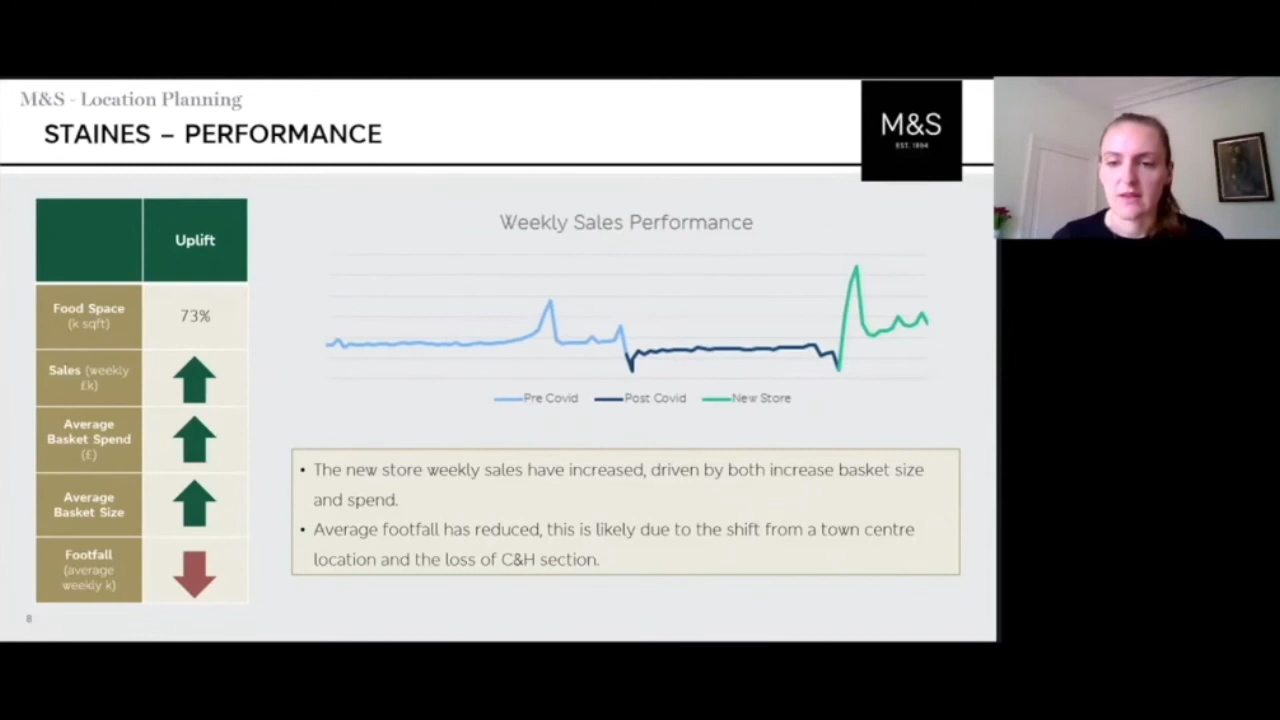 M&S - Location Planning
STAINES – PERFORMANCE
M&S
EST. 1884
Uplift
Food Space
(k sqft)
73%
Sales (weekly
£k)
Average
Basket Spend
(£)
Average
Basket Size
Footfall
(average
weekly k)
Weekly Sales Performance
Pre Covid
Post Covid
New Store
• The new store weekly sales have increased, driven by both increase basket size
and spend.
• Average footfall has reduced, this is likely due to the shift from a town centre
location and the loss of C&H section.
8